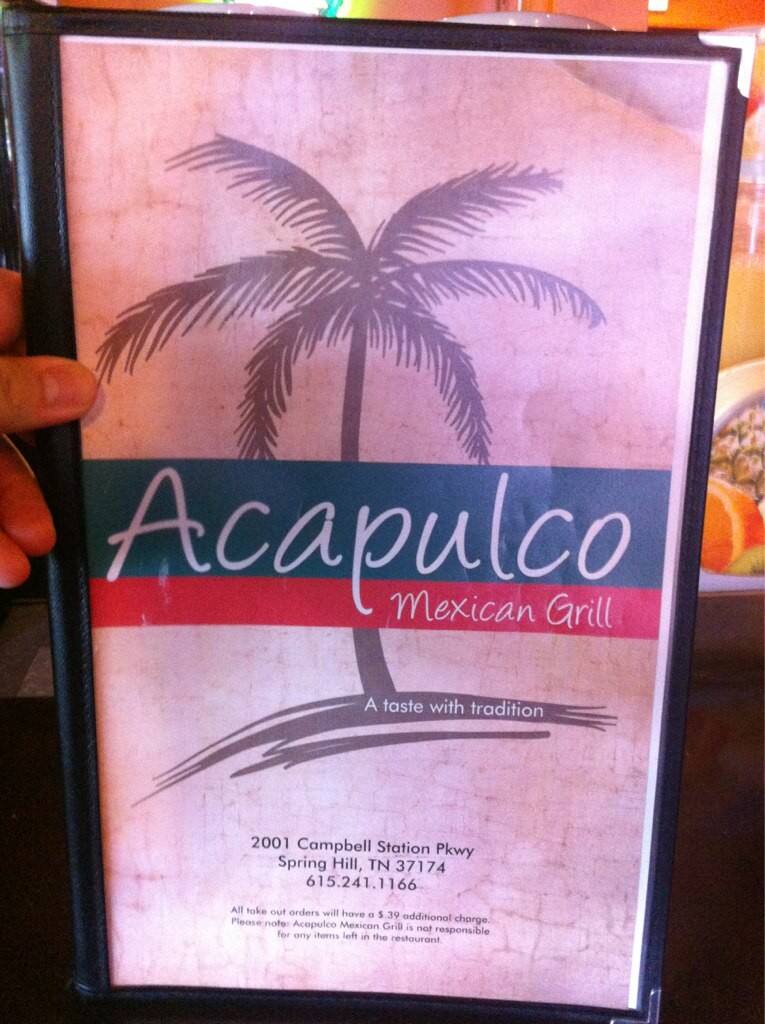 Acapulco
Mexican Grill
A taste with tradition
2001 Campbell Station Pkwy
Spring Hill, TN 37174
615.241.1166
All take out orders will have a $.39 additional charge.
Please note: Acapulco Mexican Grill is not responsible
for any items left in the restaurant.